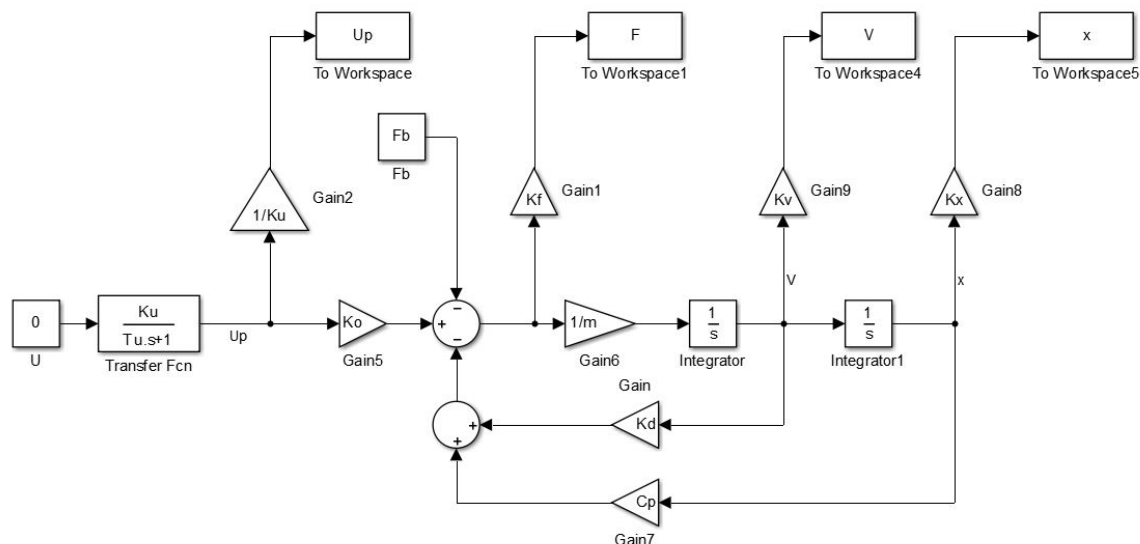 Up
To Workspace
F
To Workspace1
V
To Workspace4
x
To Workspace5
Fb
Fb
1/Ku
Gain2
Kf
Gain1
Kv
Gain9
Kx
Gain8
V
x
0
U
Ku
Tu.s+1
Transfer Fcn
Up
Ko
Gain5
+
−
−
1/m
Gain6
1
s
Integrator
1
s
Integrator1
Gain
Kd
+
+
Cp
Gain7